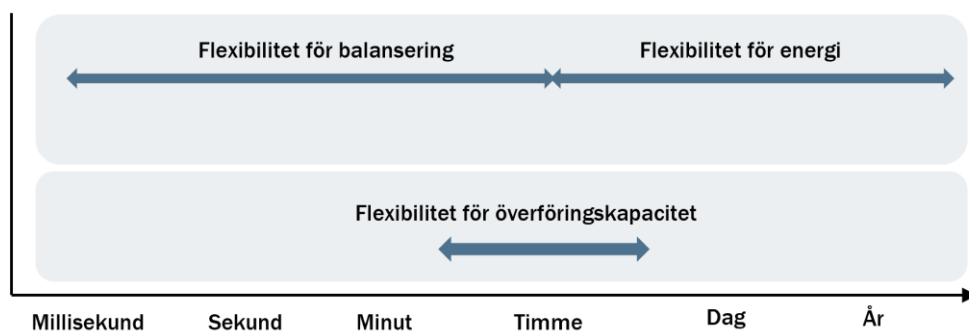 Flexibilitet för balansering
Flexibilitet för energi
Flexibilitet för överföringskapacitet
Millisekund
Sekund
Minut
Timme
Dag
År